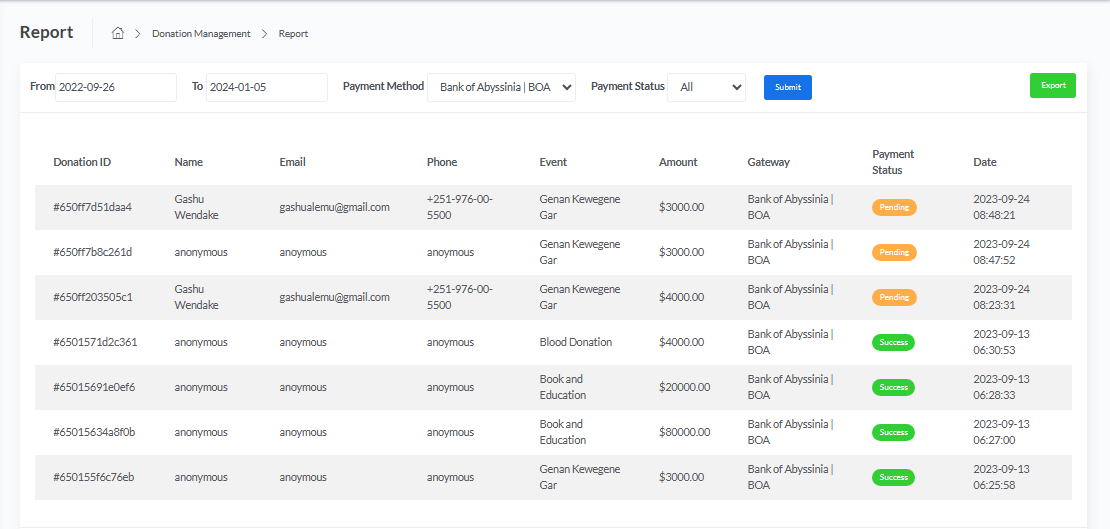 Report Donation Management Report
From 2022-09-26 To 2024-01-05 Payment Method Bank of Abyssinia | BOA Payment Status All Submit Export
Donation ID Name Email Phone Event Amount Gateway Payment Status Date
#650ff7d51daa4 Gashu Wendake gashualemu@gmail.com +251-976-00-5500 Genan Kewegene Gar $3000.00 Bank of Abyssinia | BOA Pending 2023-09-24 08:48:21
#650ff7b8c261d anonymous anoymous anoymous Genan Kewegene Gar $3000.00 Bank of Abyssinia | BOA Pending 2023-09-24 08:47:52
#650ff203505c1 Gashu Wendake gashualemu@gmail.com +251-976-00-5500 Genan Kewegene Gar $4000.00 Bank of Abyssinia | BOA Pending 2023-09-24 08:23:31
#6501571d2c361 anonymous anoymous anoymous Blood Donation $4000.00 Bank of Abyssinia | BOA Success 2023-09-13 06:30:53
#65015691e0ef6 anonymous anoymous anoymous Book and Education $20000.00 Bank of Abyssinia | BOA Success 2023-09-13 06:28:33
#65015634a8f0b anonymous anoymous anoymous Book and Education $80000.00 Bank of Abyssinia | BOA Success 2023-09-13 06:27:00
#650155f6c76eb anonymous anoymous anoymous Genan Kewegene Gar $3000.00 Bank of Abyssinia | BOA Success 2023-09-13 06:25:58